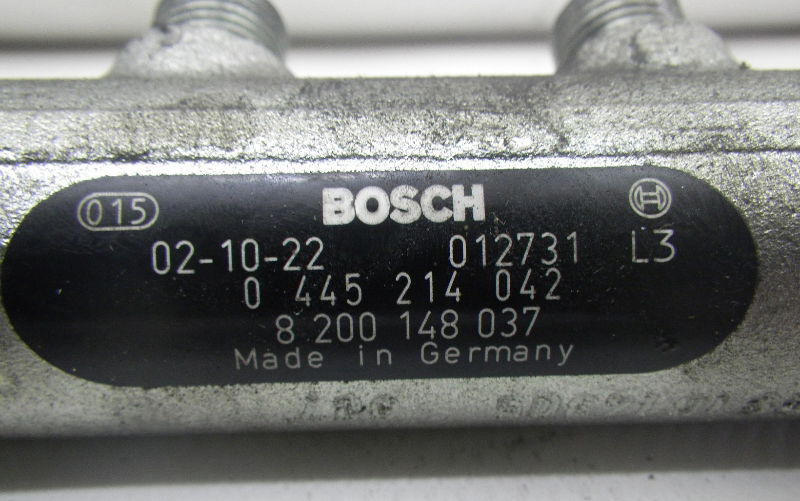 015 BOSCH
02-10-22 012731 L3
0 445 214 042
8 200 148 037
Made in Germany